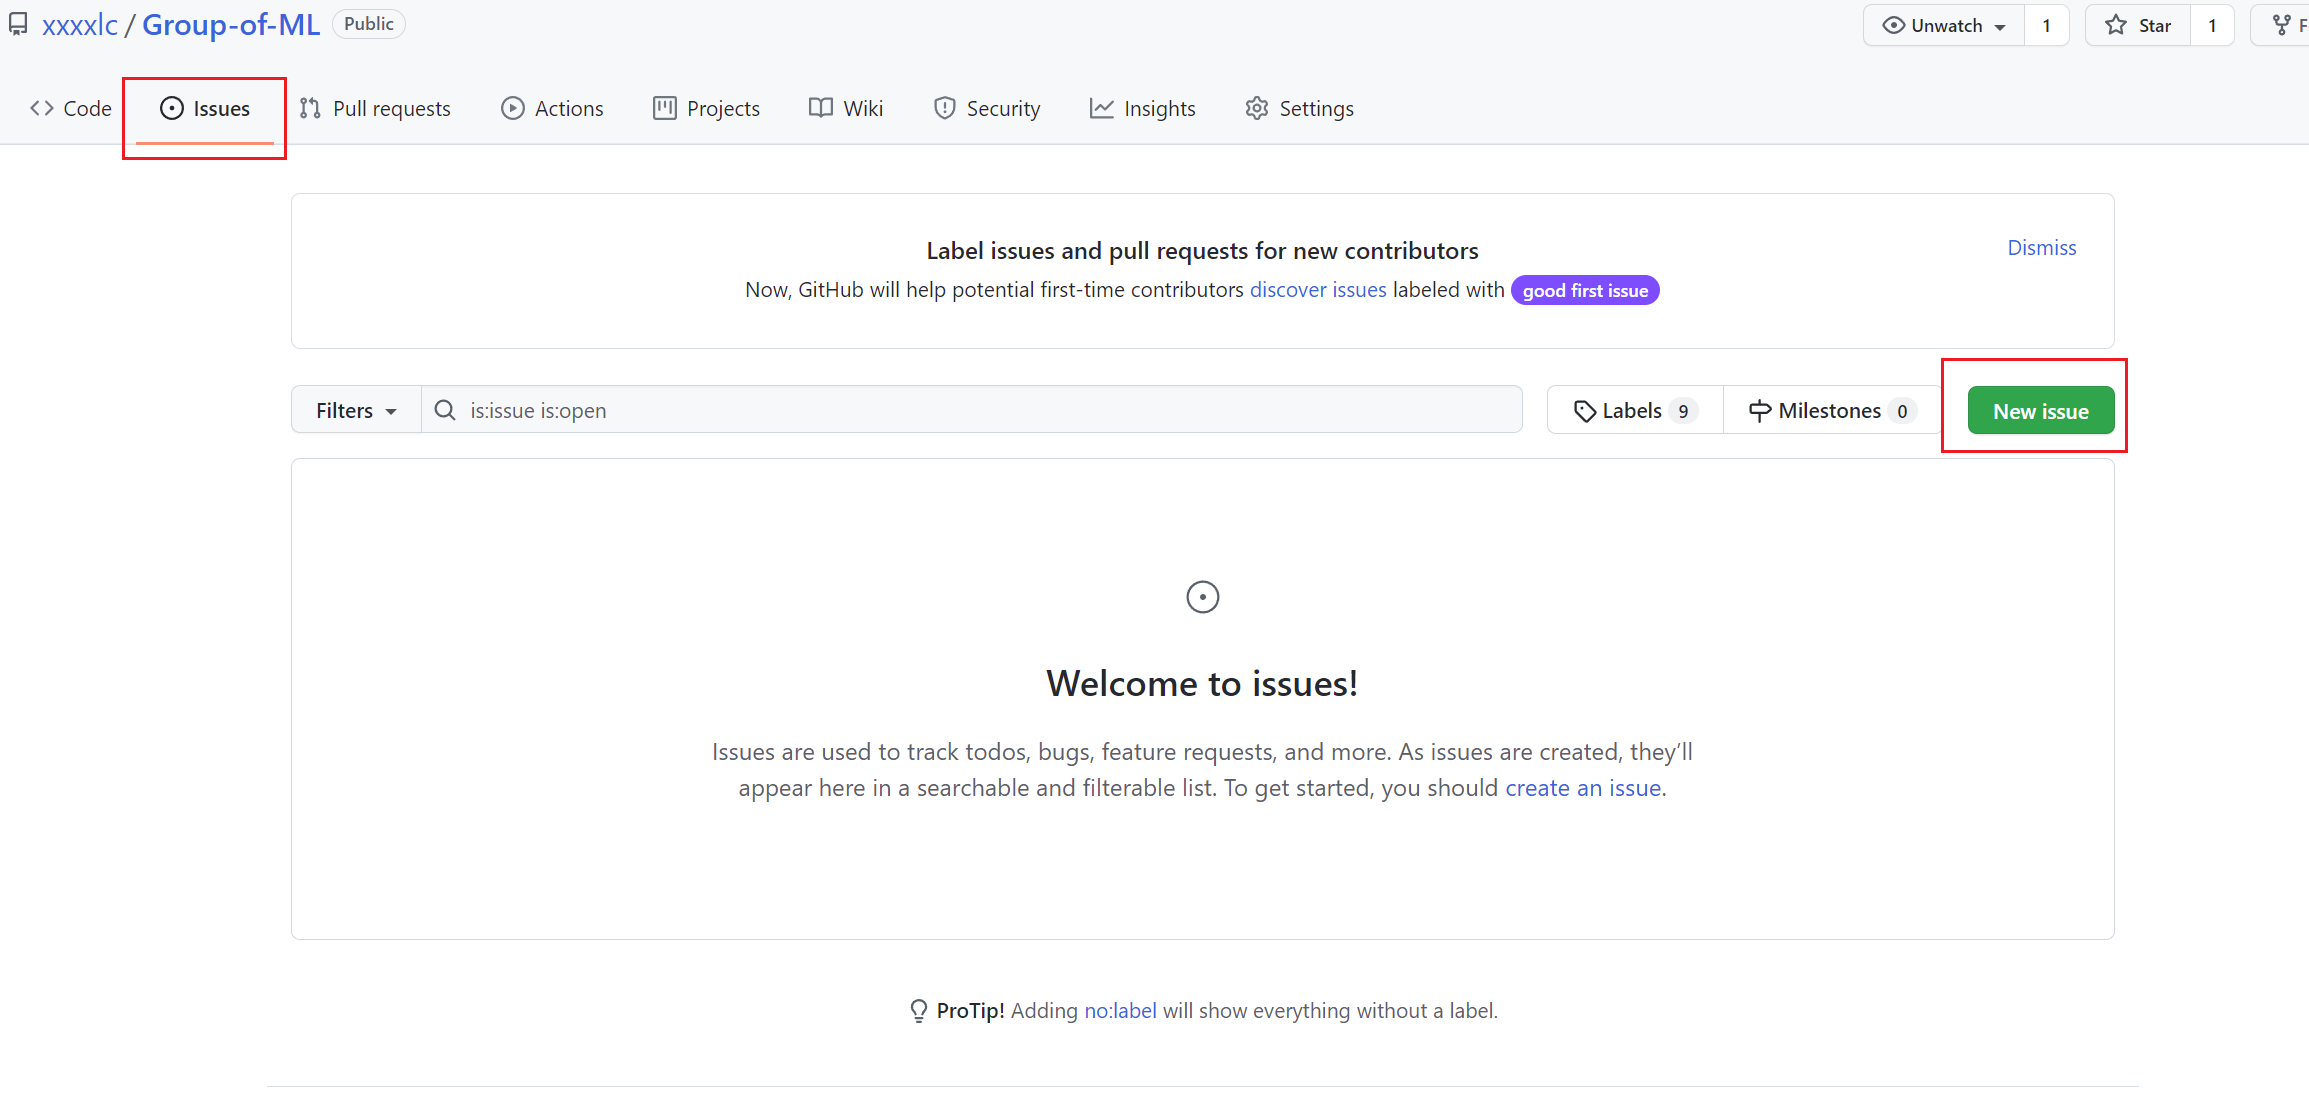 xxxxlc / Group-of-ML Public Unwatch 1 Star 1
Code Issues Pull requests Actions Projects Wiki Security Insights Settings
Label issues and pull requests for new contributors
Dismiss
Now, GitHub will help potential first-time contributors discover issues labeled with good first issue
Filters is:issue is:open Labels 9 Milestones 0 New issue
Welcome to issues!
Issues are used to track todos, bugs, feature requests, and more. As issues are created, they’ll
appear here in a searchable and filterable list. To get started, you should create an issue.
ProTip! Adding no:label will show everything without a label.